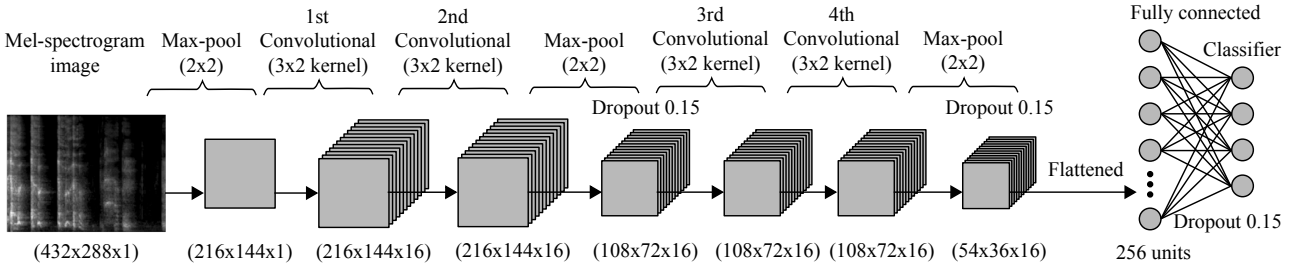 Mel-spectrogram
image
Max-pool
(2x2)
1st
Convolutional
(3x2 kernel)
2nd
Convolutional
(3x2 kernel)
Max-pool
(2x2)
3rd
Convolutional
(3x2 kernel)
4th
Convolutional
(3x2 kernel)
Max-pool
(2x2)
Fully connected
Classifier
Dropout 0.15
Dropout 0.15
Flattened
Dropout 0.15
(432x288x1)
(216x144x1)
(216x144x16)
(216x144x16)
(108x72x16)
(108x72x16)
(108x72x16)
(54x36x16)
256 units